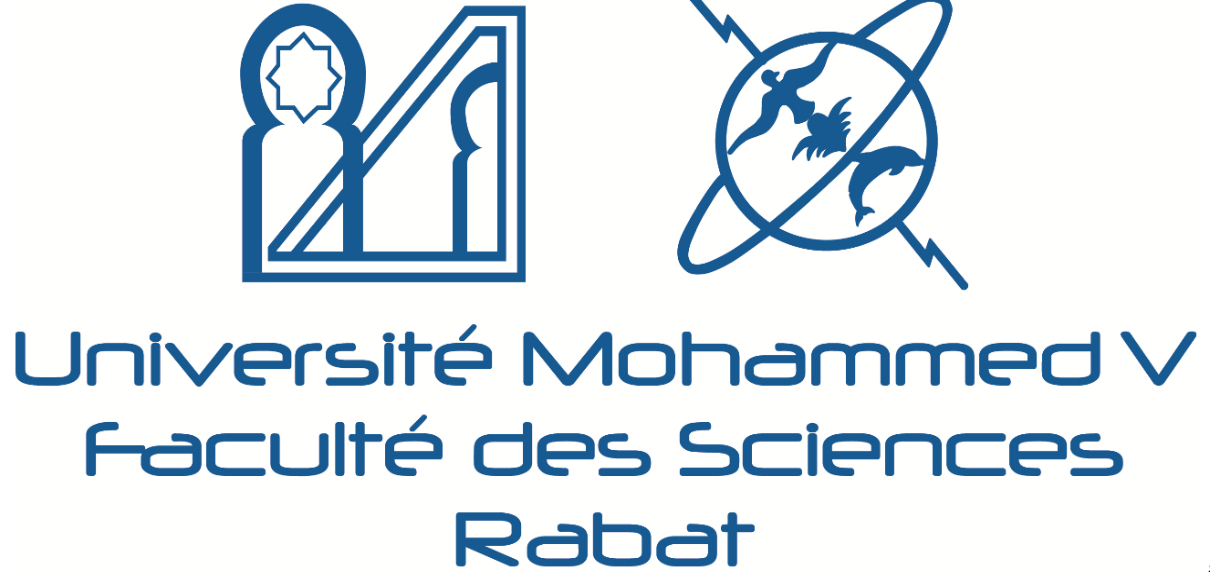 Université Mohammed V
Faculté des Sciences
Rabat